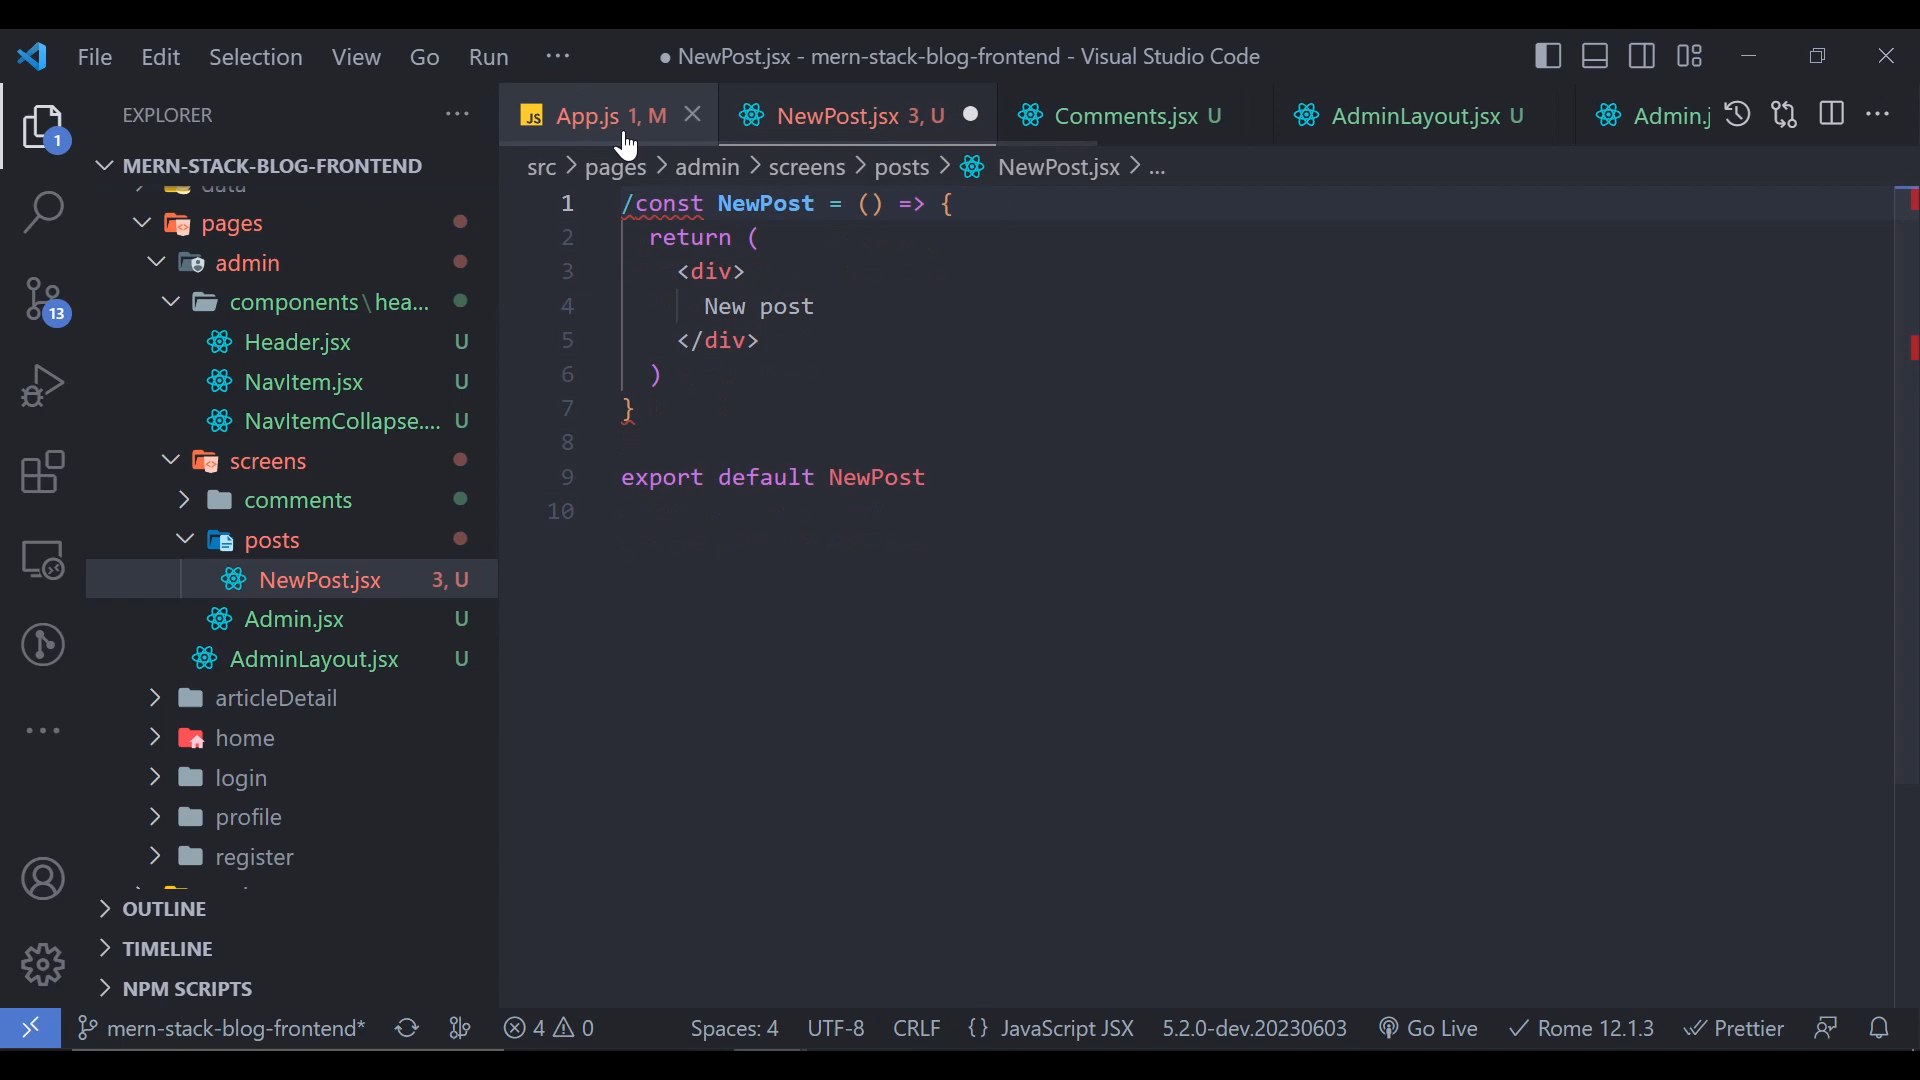 File Edit Selection View Go Run ··· ● NewPost.jsx - mern-stack-blog-frontend - Visual Studio Code
EXPLORER ···
App.js 1, M
NewPost.jsx 3, U
Comments.jsx U
AdminLayout.jsx U
Admin.j
src > pages > admin > screens > posts > NewPost.jsx > ...
MERN-STACK-BLOG-FRONTEND
data
pages
admin
components\hea...
Header.jsx U
NavItem.jsx U
NavItemCollapse.... U
screens
comments
posts
NewPost.jsx 3, U
Admin.jsx U
AdminLayout.jsx U
articleDetail
home
login
profile
register
OUTLINE
TIMELINE
NPM SCRIPTS
1
13
1 /const NewPost = () => {
2 return (
3 <div>
4 New post
5 </div>
6 )
7 }
8
9 export default NewPost
10
mern-stack-blog-frontend* 4 0 Spaces: 4 UTF-8 CRLF {} JavaScript JSX 5.2.0-dev.20230603 Go Live Rome 12.1.3 Prettier